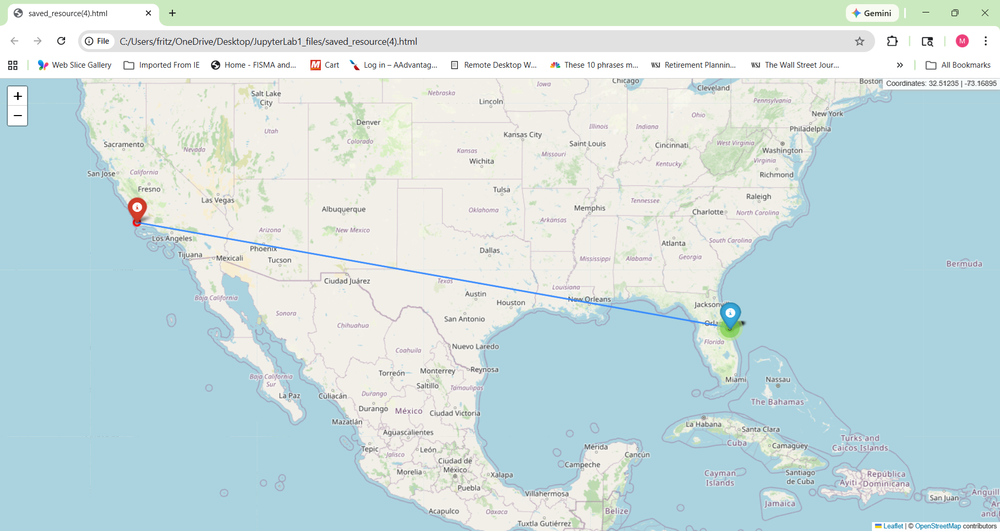 saved_resource(4).html
Gemini
File
C:/Users/fritz/OneDrive/Desktop/JupyterLab1_files/saved_resource(4).html
M
Web Slice Gallery
Imported From IE
Home - FISMA and...
Cart
Log in – AAdvantag...
Remote Desktop W...
These 10 phrases m...
WSJ Retirement Plannin...
WSJ The Wall Street Jour...
All Bookmarks
Coordinates: 32.51235 | -73.16895
+
−
Iowa
Chicago
Boston
Cleveland
Salt Lake
City
Nebraska
Lincoln
Pennsylvania
New York
Ohio
Denver
Utah
Colorado
Illinois
Indiana
Philadelphia
Kansas City
Saint Louis
Cincinnati
West Virginia
Washington
Sacramento
Nevada
Kansas
Missouri
Wichita
Kentucky
Virginia
San Jose
California
Richmond
Fresno
Las Vegas
Tulsa
Tennessee
Raleigh
Albuquerque
Oklahoma
Memphis
Charlotte
North Carolina
Arkansas
Arizona
New Mexico
Los Angeles
Atlanta
South Carolina
Phoenix
Dallas
Tijuana
Mexicali
Tucson
Mississippi
Alabama
Georgia
Bermuda
Ciudad Juárez
Texas
Louisiana
Austin
New Orleans
Baja California
Houston
Jacksonvil
Sonora
San Antonio
Orla
Chihuahua
Florida
Coahuila
Nuevo Laredo
Torreón
Monterrey
Reynosa
Baja California
Sur
Saltillo
Tamaulipas
Miami
Nassau
La Paz
Culiacán
Durango
Durango
México
Ciudad Victoria
The Bahamas
Mazatlán
Aguascalientes
La Habana
Santa Clara
Tepic
León
Jalisco
Mérida
Cancún
Cuba
Camagüey
Turks and
Caicos Islands
Ciudad de
México
Campeche
Morelia
Xalapa
Cayman
Islands
Santiago
de Cuba
República
Dominicana
Ayiti
Puebla
Villahermosa
San Juan
Anguill
An
and
Acapulco
Oaxaca
Belize
Jamaica
Tuxtla Gutiérrez
Leaflet | © OpenStreetMap contributors